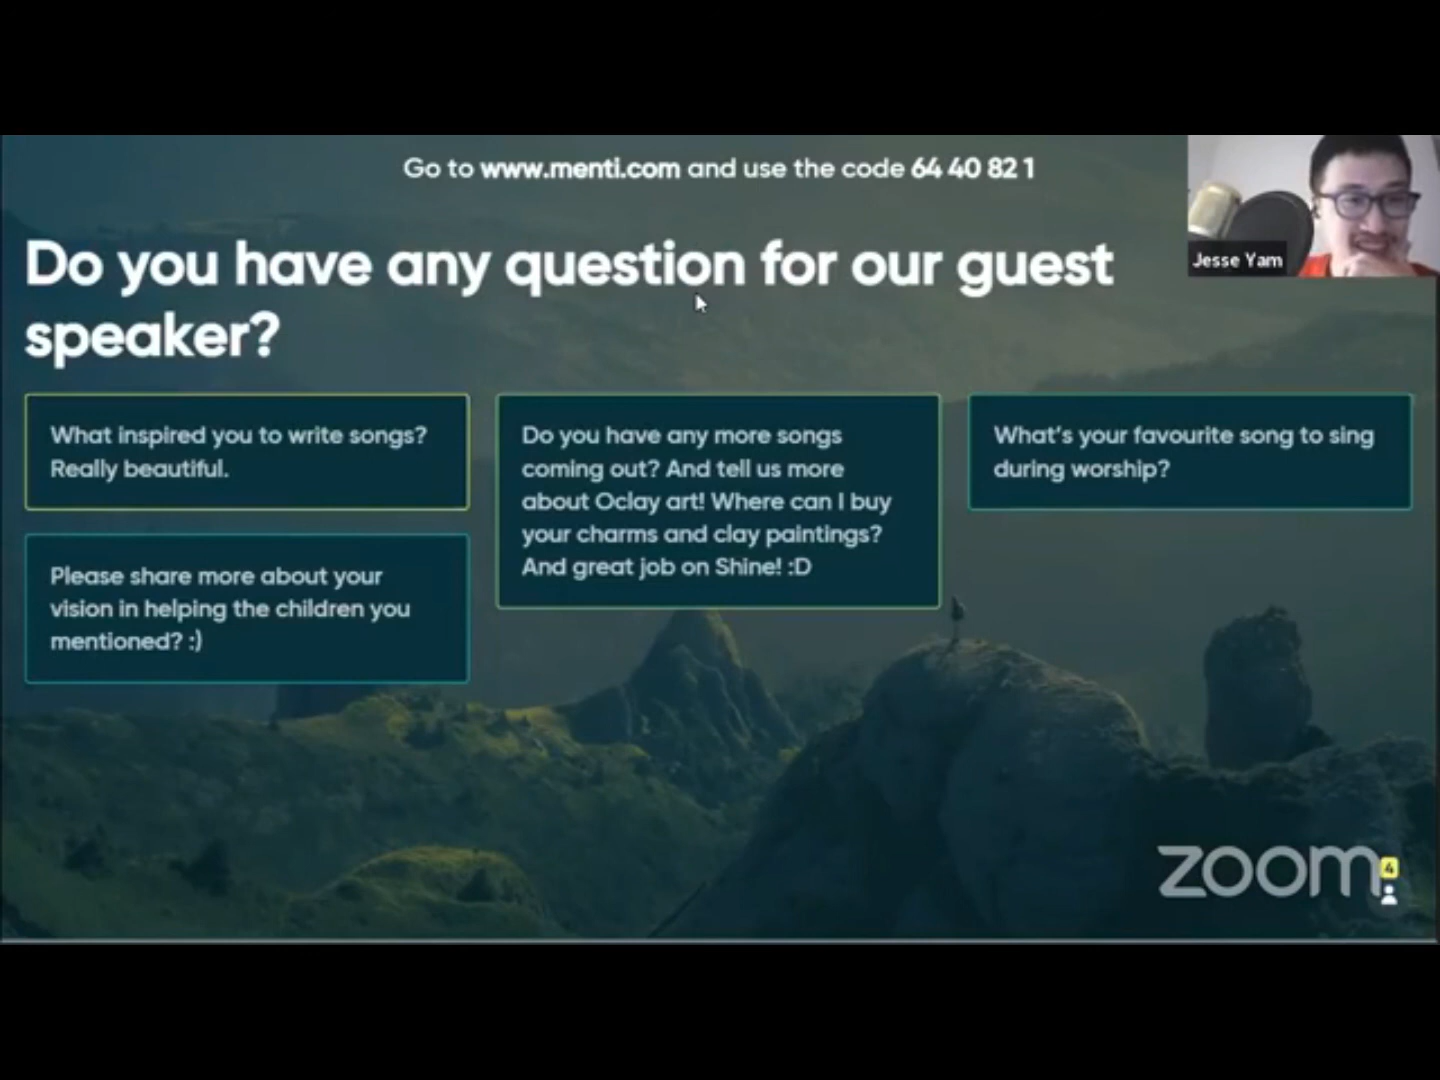 Go to www.menti.com and use the code 64 40 82 1
Jesse Yam
Do you have any question for our guest
speaker?
What inspired you to write songs?
Really beautiful.
Do you have any more songs
coming out? And tell us more
about Oclay art! Where can I buy
your charms and clay paintings?
And great job on Shine! :D
What's your favourite song to sing
during worship?
Please share more about your
vision in helping the children you
mentioned? :)
zoom
4